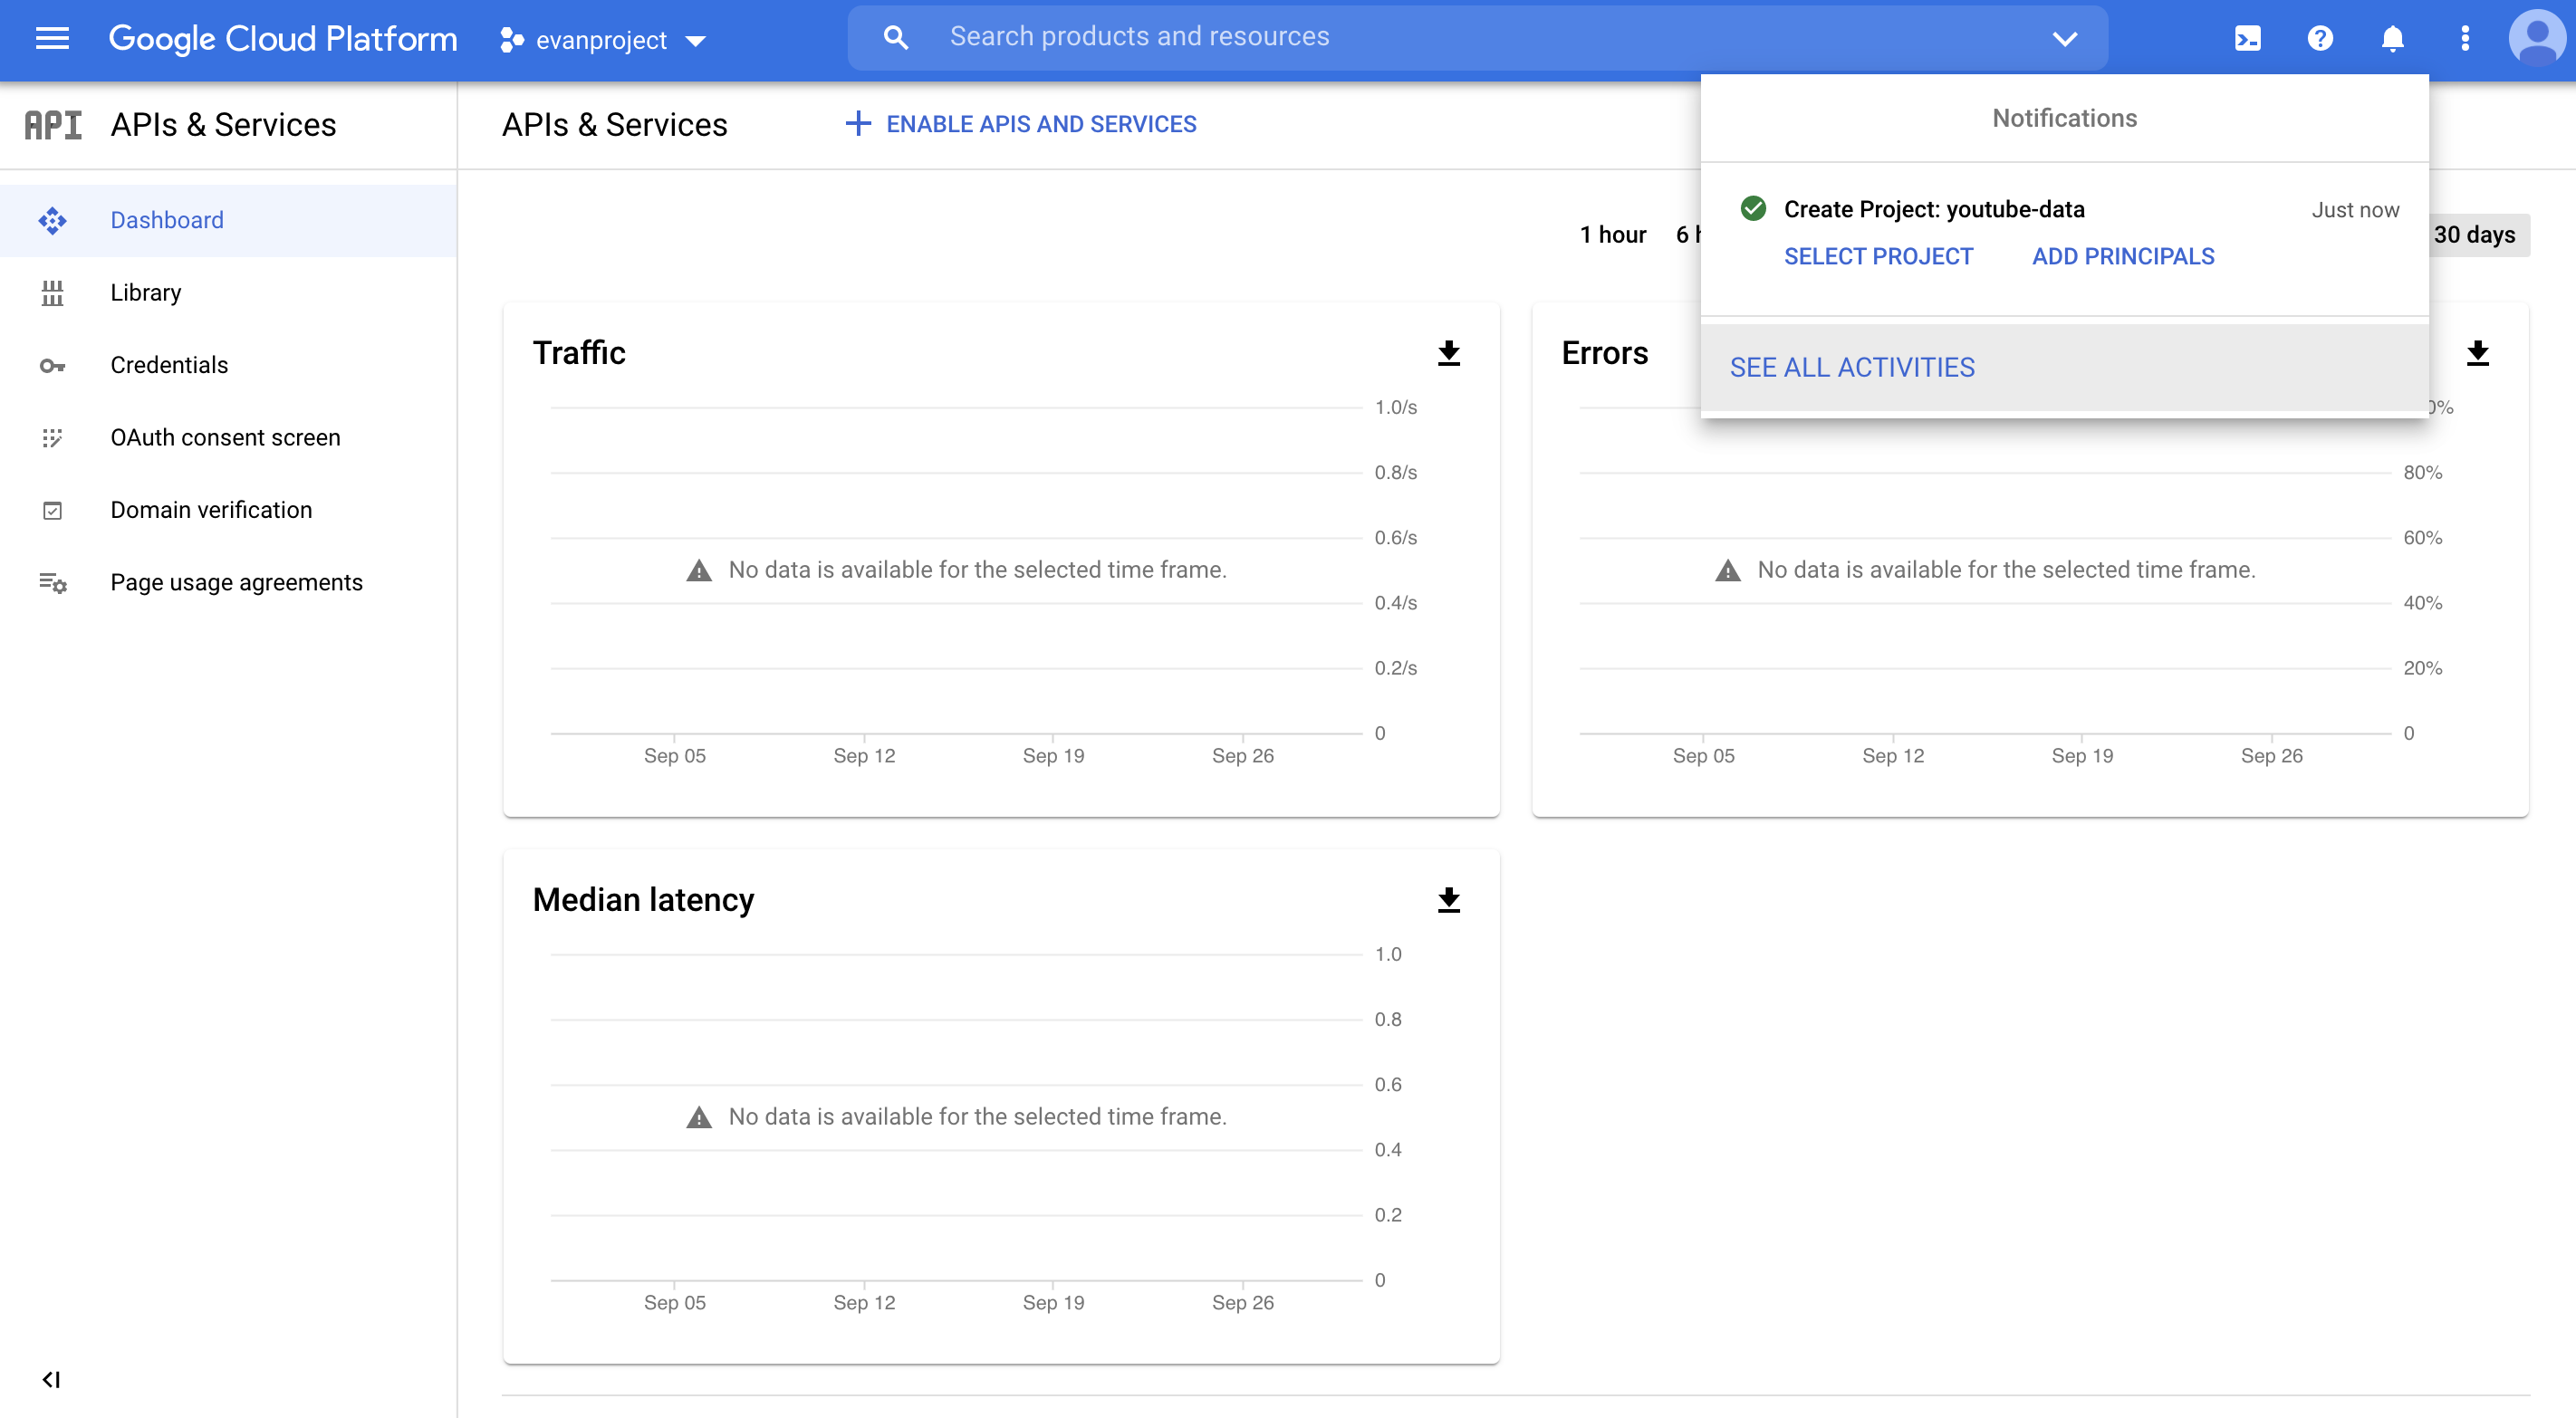 Google Cloud Platform
evanproject
Search products and resources
API
APIs & Services
APIs & Services
ENABLE APIS AND SERVICES
Notifications
Create Project: youtube-data
Just now
SELECT PROJECT
ADD PRINCIPALS
SEE ALL ACTIVITIES
Dashboard
Library
Credentials
OAuth consent screen
Domain verification
Page usage agreements
1 hour
6
30 days
Traffic
1.0/s
0.8/s
0.6/s
No data is available for the selected time frame.
0.4/s
0.2/s
0
Sep 05
Sep 12
Sep 19
Sep 26
Errors
0%
80%
60%
No data is available for the selected time frame.
40%
20%
0
Sep 05
Sep 12
Sep 19
Sep 26
Median latency
1.0
0.8
0.6
No data is available for the selected time frame.
0.4
0.2
0
Sep 05
Sep 12
Sep 19
Sep 26